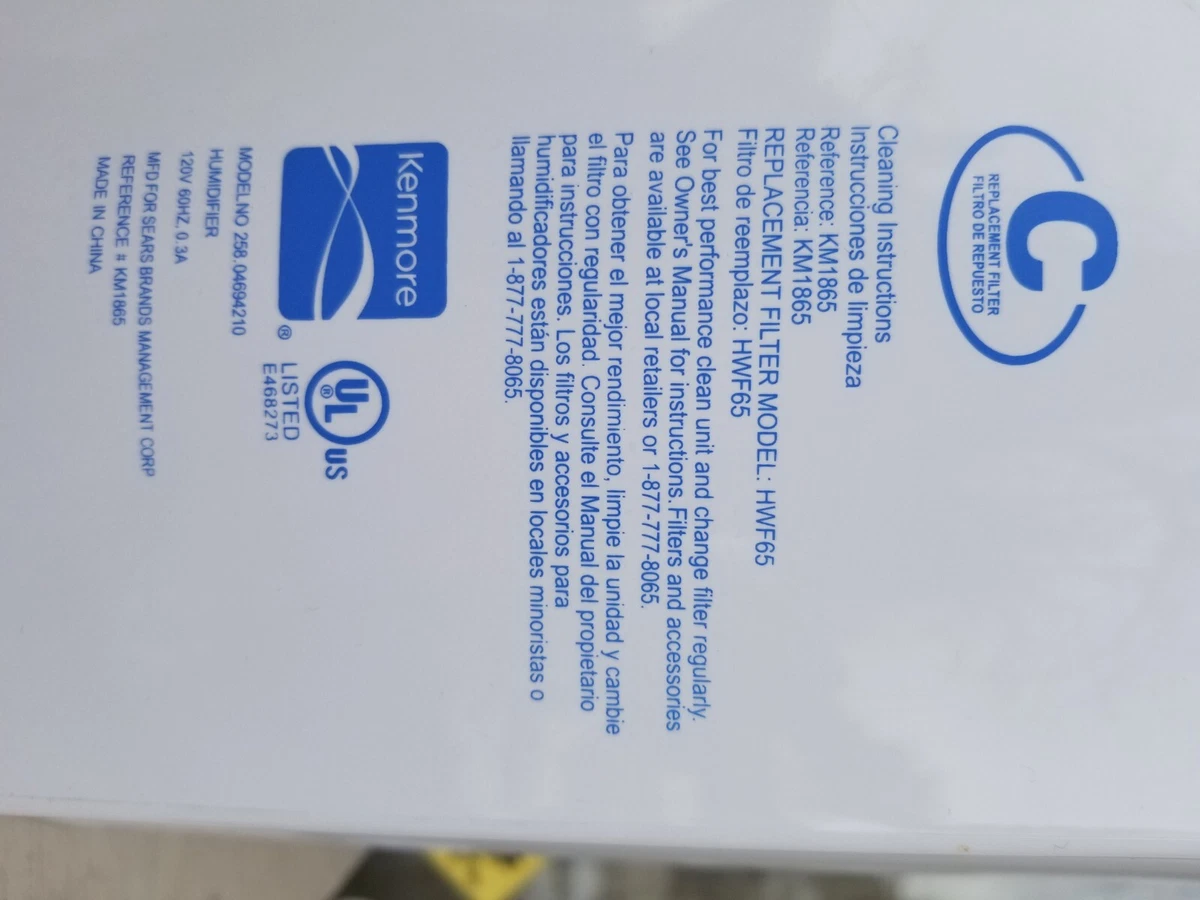 C
REPLACEMENT FILTER
FILTRO DE REPUESTO
Cleaning Instructions
Instrucciones de limpieza
Reference: KM1865
Referencia: KM1865
REPLACEMENT FILTER MODEL: HWF65
Filtro de reemplazo: HWF65
For best performance clean unit and change filter regularly.
See Owner's Manual for instructions. Filters and accessories
are available at local retailers or 1-877-777-8065.
Para obtener el mejor rendimiento, limpie la unidad y cambie
el filtro con regularidad. Consulte el Manual del propietario
para instrucciones. Los filtros y accesorios para
humidificadores están disponibles en locales minoristas o
llamando al 1-877-777-8065.
Kenmore
®
UL
®
US
LISTED
E468273
MODEL NO 258.04694210
HUMIDIFIER
120V 60HZ, 0.3A
MFD FOR SEARS BRANDS MANAGEMENT CORP
REFERENCE # KM1865
MADE IN CHINA